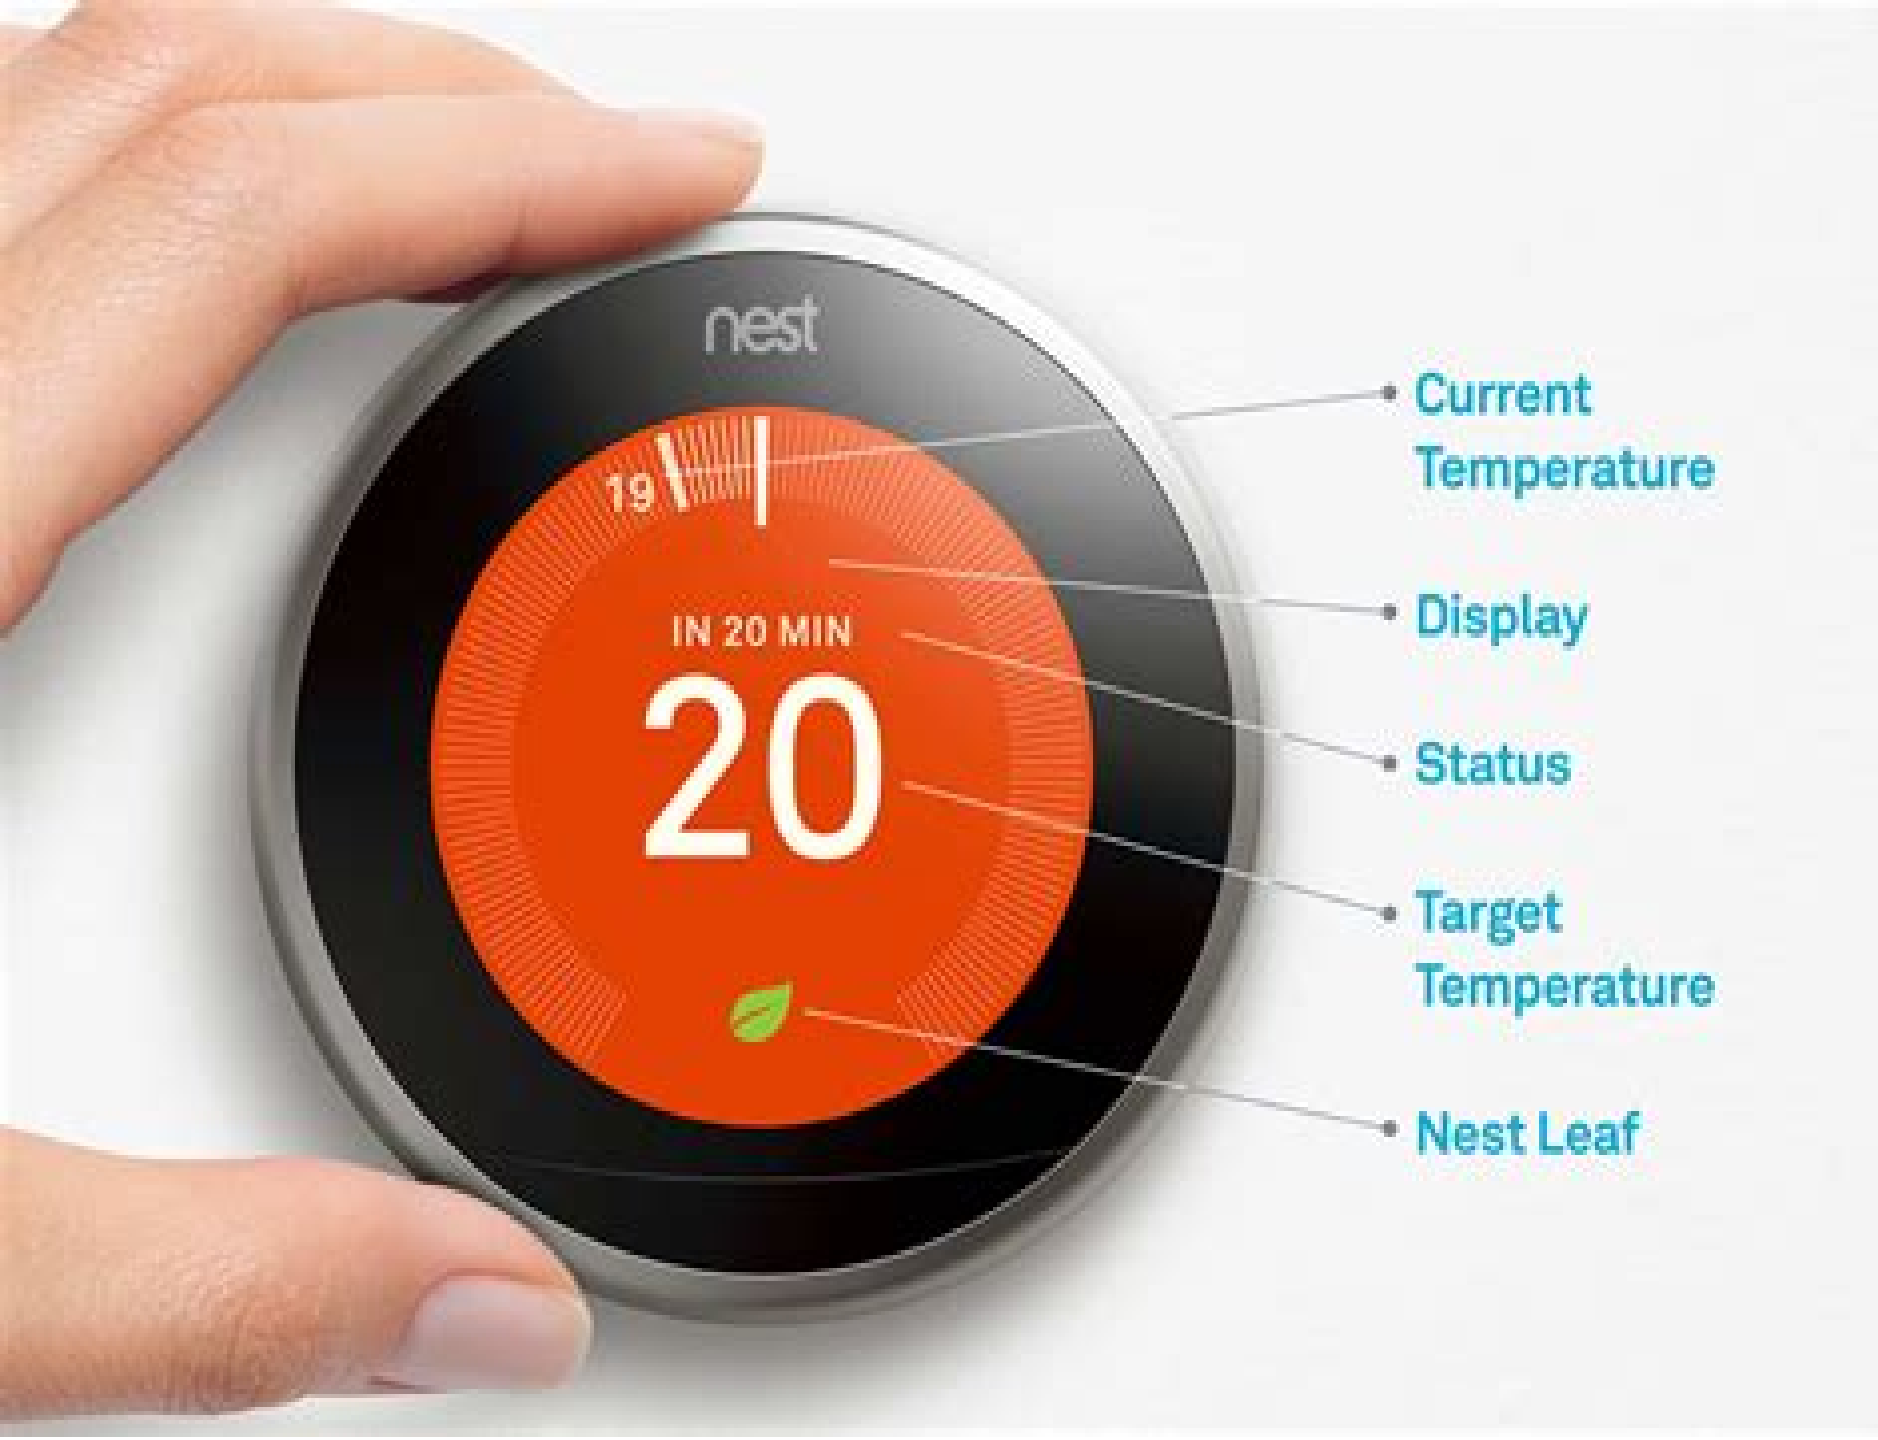 nest
19
IN 20 MIN
20
Current
Temperature
Display
Status
Target
Temperature
Nest Leaf